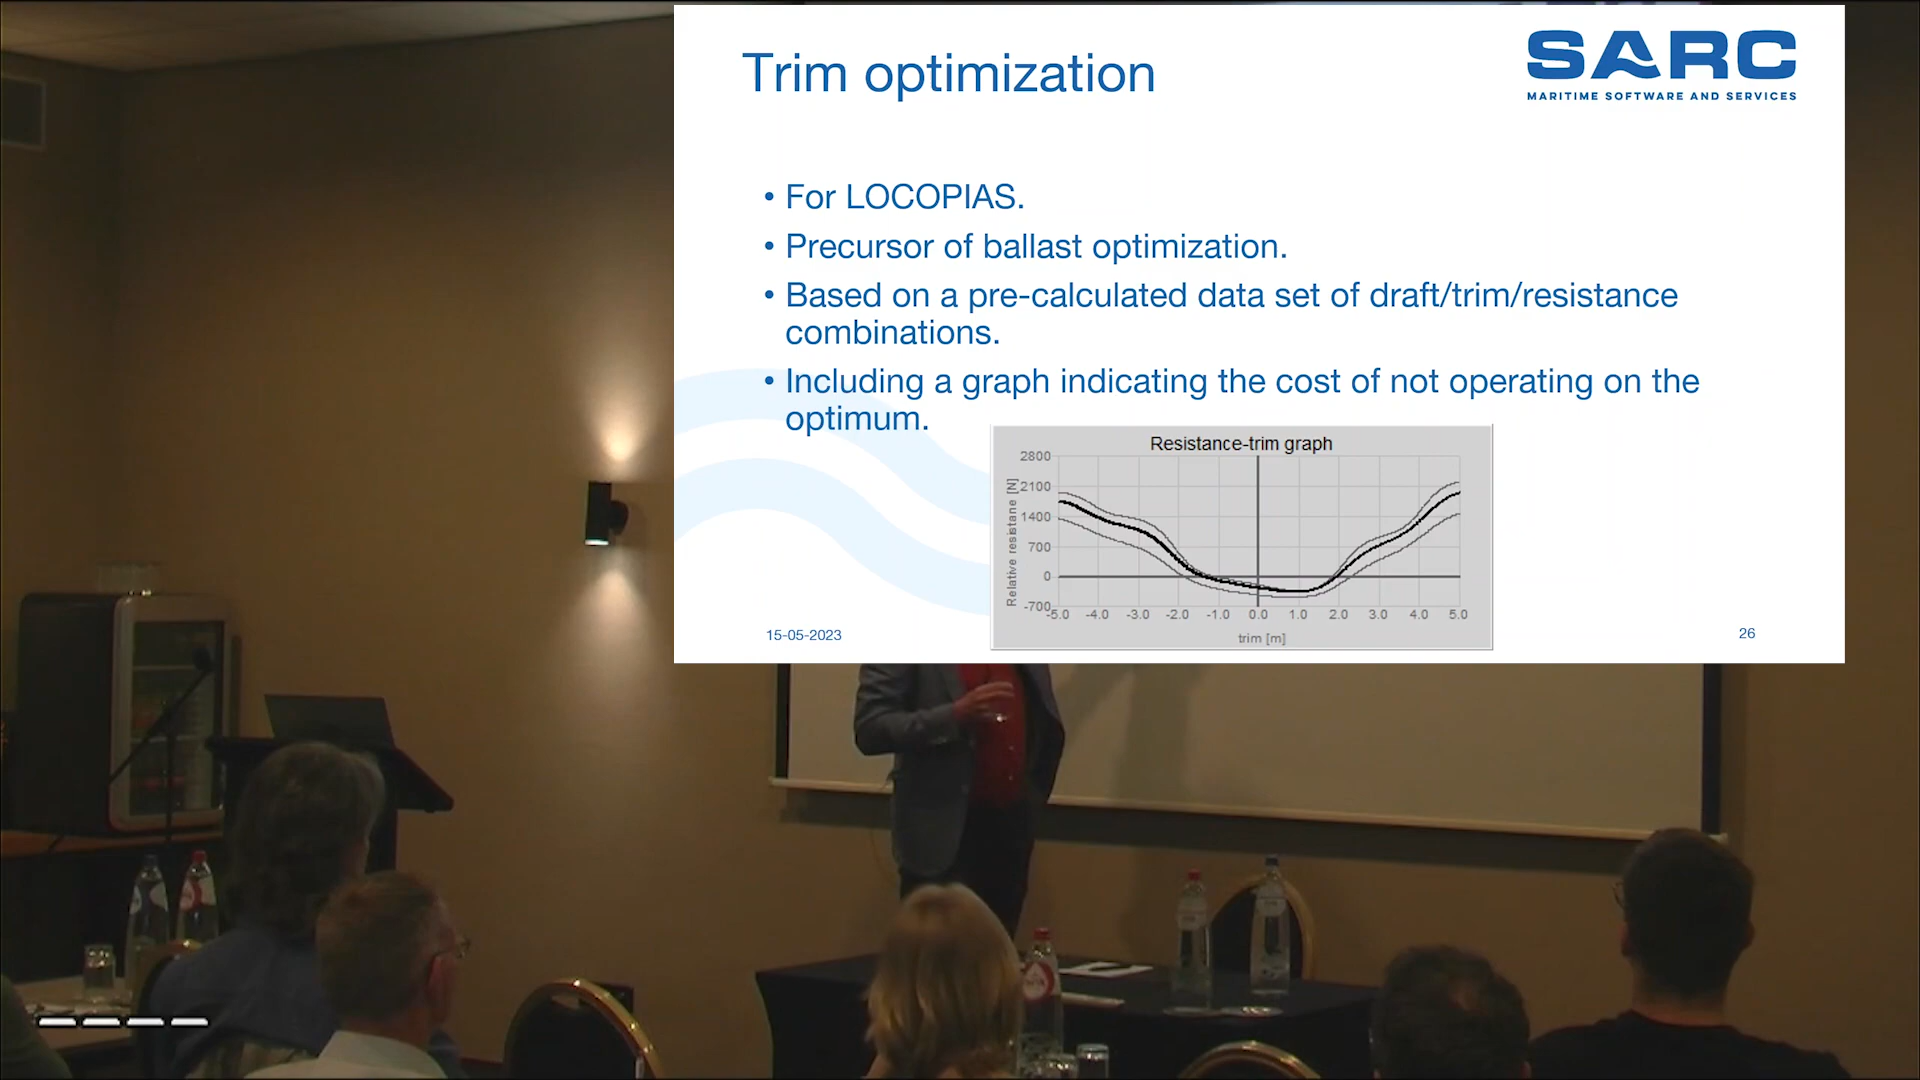 Trim optimization
SARC
MARITIME SOFTWARE AND SERVICES
• For LOCOPIAS.
• Precursor of ballast optimization.
• Based on a pre-calculated data set of draft/trim/resistance
combinations.
• Including a graph indicating the cost of not operating on the
optimum.
Resistance-trim graph
Relative resistane [N]
2800
2100
1400
700
0
-700
-5.0 -4.0 -3.0 -2.0 -1.0 0.0 1.0 2.0 3.0 4.0 5.0
trim [m]
15-05-2023
26